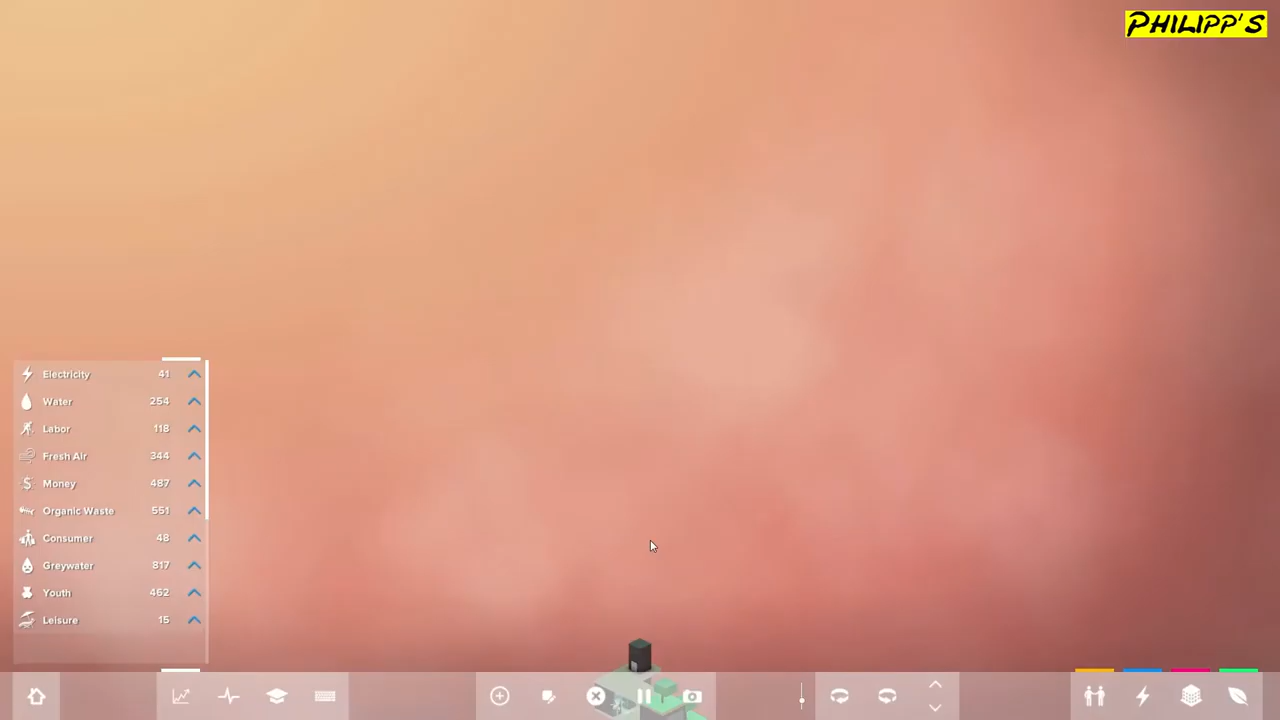 PHILIPP'S
Electricity 41
Water 254
Labor 118
Fresh Air 344
Money 487
Organic Waste 551
Consumer 48
Greywater 817
Youth 462
Leisure 15